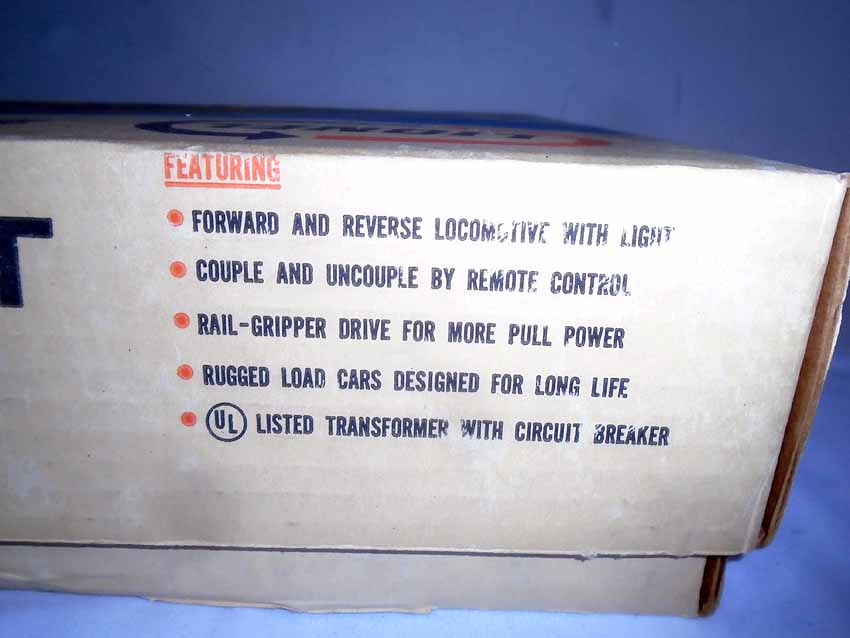 FEATURING
FORWARD AND REVERSE LOCOMOTIVE WITH LIGHT
COUPLE AND UNCOUPLE BY REMOTE CONTROL
RAIL-GRIPPER DRIVE FOR MORE PULL POWER
RUGGED LOAD CARS DESIGNED FOR LONG LIFE
UL LISTED TRANSFORMER WITH CIRCUIT BREAKER